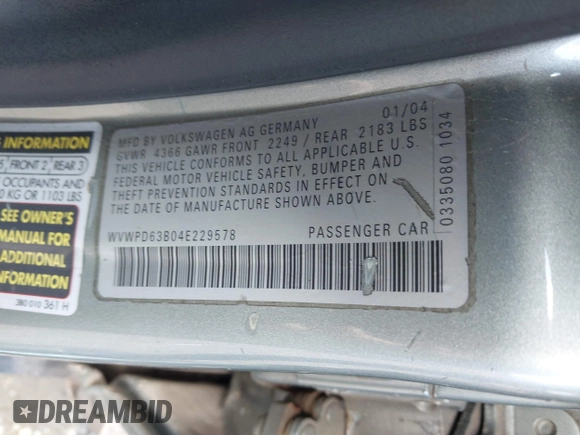 INFORMATION
FRONT 2 REAR 3
OCCUPANTS AND
KG OR 1103 LBS
SEE OWNER'S
MANUAL FOR
ADDITIONAL
INFORMATION
3B0 010 361 H
01/04
MFD BY VOLKSWAGEN AG GERMANY
GVWR 4366 GAWR FRONT 2249 / REAR 2183 LBS
THIS VEHICLE CONFORMS TO ALL APPLICABLE U.S.
FEDERAL MOTOR VEHICLE SAFETY, BUMPER AND
THEFT PREVENTION STANDARDS IN EFFECT ON
DATE OF MANUFACTURE SHOWN ABOVE.
WVWPD63B04E229578 PASSENGER CAR
0335080 1034
DREAMBID